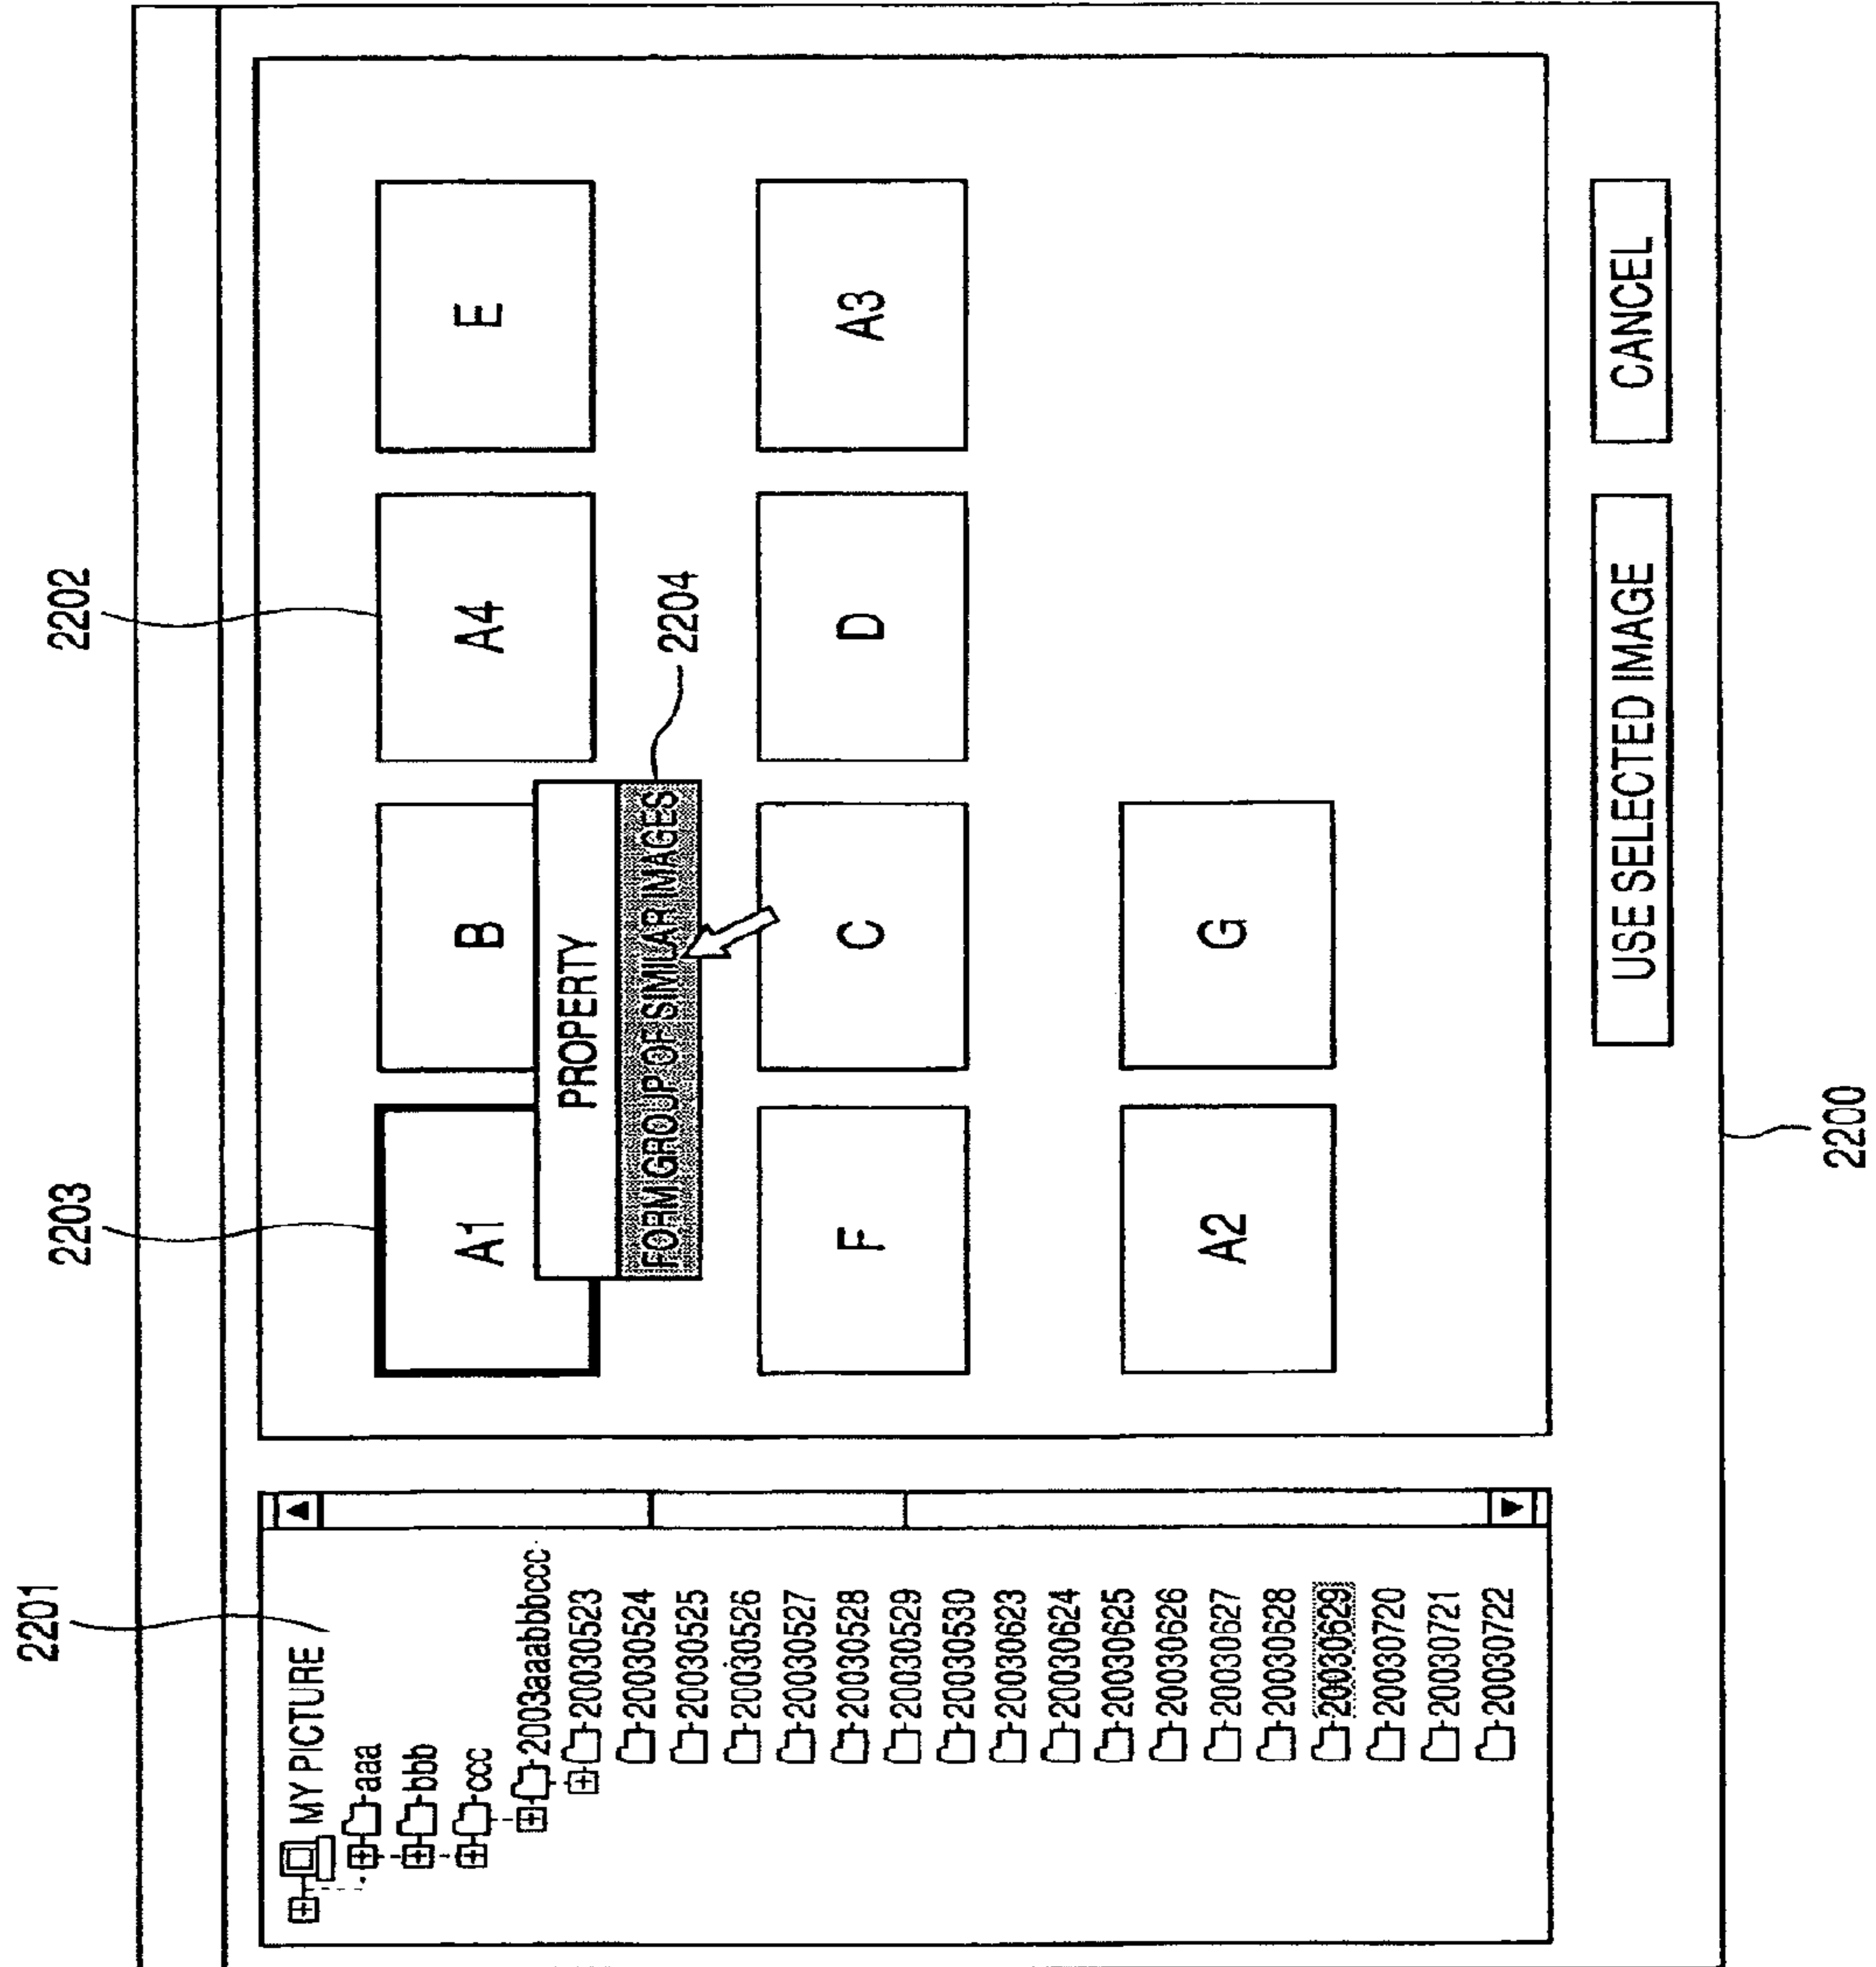 2201
2203
2202
MY PICTURE
aaa
bbb
ccc
2003aaabbbccc
20030523
20030524
20030525
20030526
20030527
20030528
20030529
20030530
20030623
20030624
20030625
20030626
20030627
20030628
20030629
20030720
20030721
20030722
A1
B
A4
E
PROPERTY
FORM GROUP OF SIMILAR IMAGES
2204
F
C
D
A3
A2
G
USE SELECTED IMAGE
CANCEL
2200